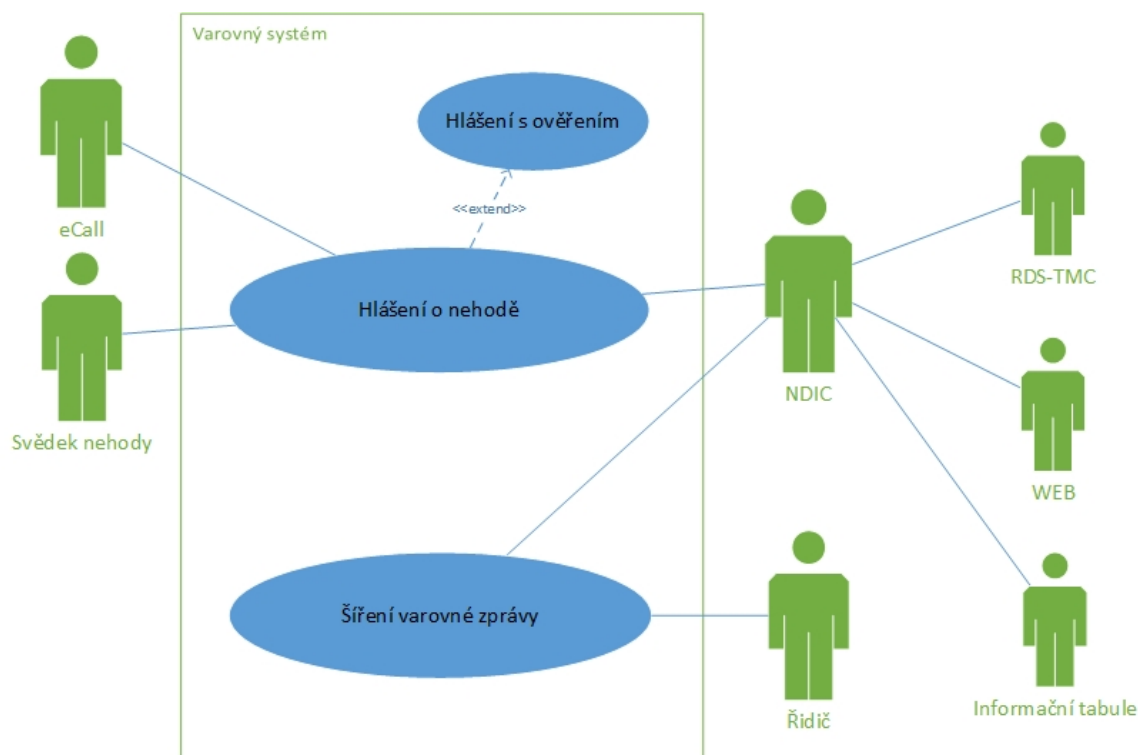 Varovný systém
Hlášení s ověřením
<<extend>>
eCall
Hlášení o nehodě
Svědek nehody
NDIC
RDS-TMC
WEB
Šíření varovné zprávy
Řidič
Informační tabule